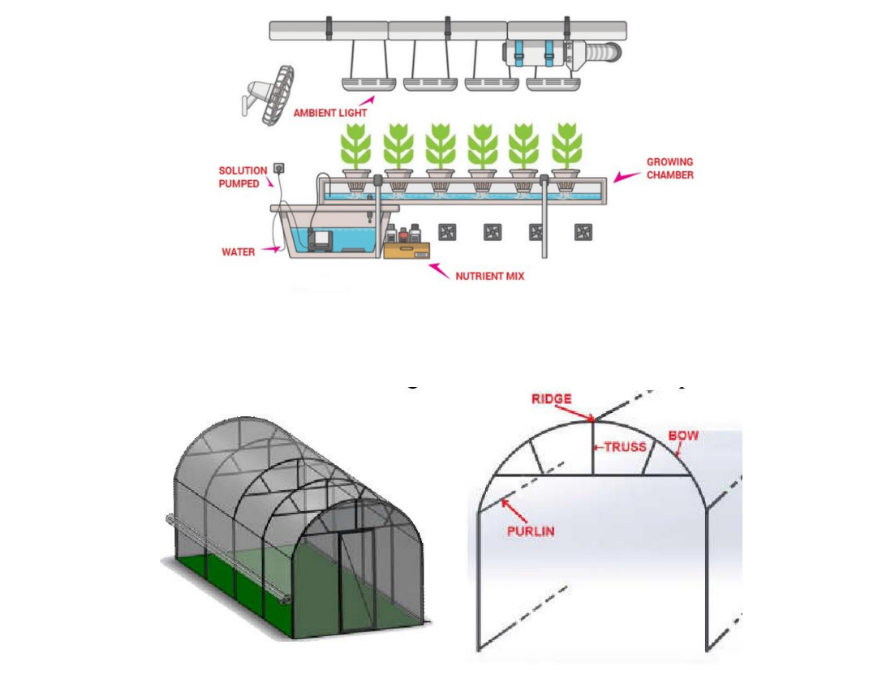 AMBIENT LIGHT
SOLUTION
PUMPED
GROWING
CHAMBER
WATER
NUTRIENT MIX
RIDGE
TRUSS
BOW
PURLIN